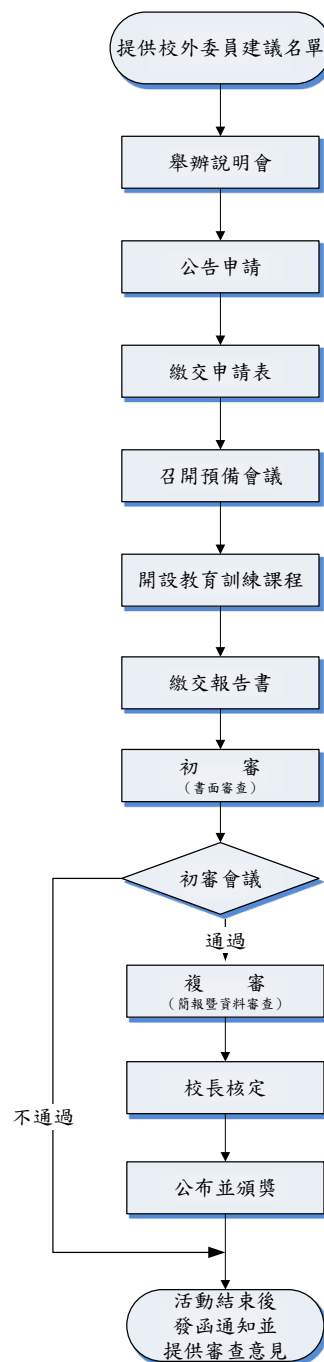 提供校外委員建議名單
舉辦說明會
公告申請
繳交申請表
召開預備會議
開設教育訓練課程
繳交報告書
初　　審
（書面審查）
初審會議
通過
複　　審
（簡報暨資料審查）
校長核定
不通過
公布並頒獎
活動結束後
發函通知並
提供審查意見